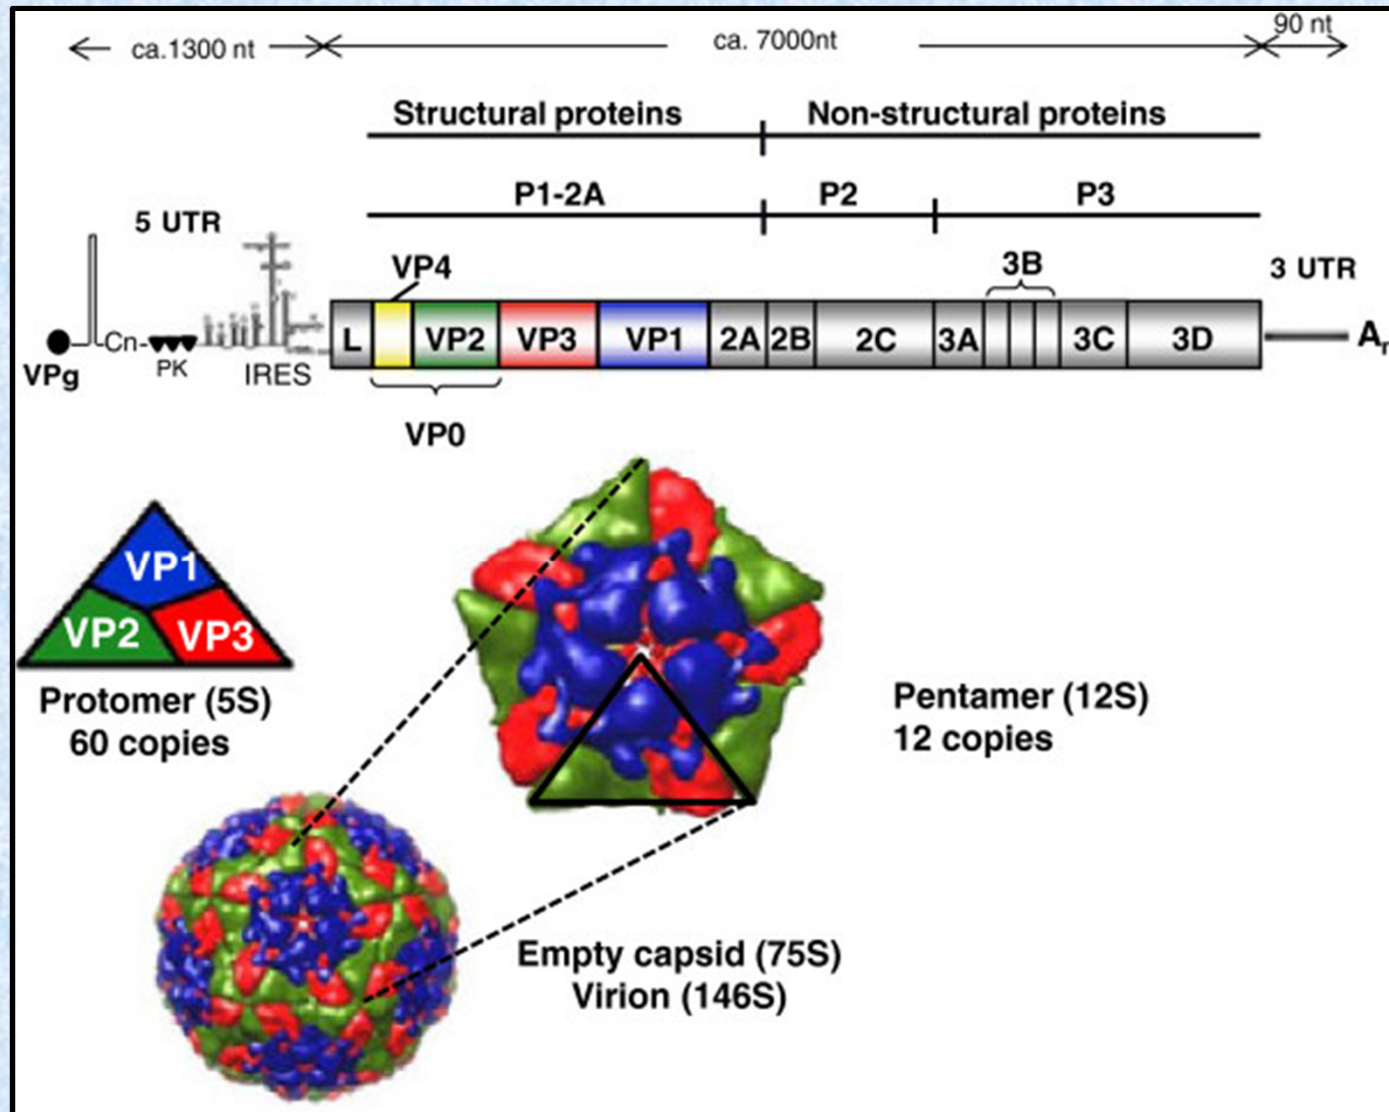 ca.1300 nt
ca. 7000nt
90 nt
Structural proteins
Non-structural proteins
P1-2A
P2
P3
5 UTR
VP4
3B
3 UTR
VPg
Cn
PK
IRES
L
VP2
VP3
VP1
2A
2B
2C
3A
3C
3D
An
VP0
VP1
VP2
VP3
Protomer (5S)
60 copies
Pentamer (12S)
12 copies
Empty capsid (75S)
Virion (146S)